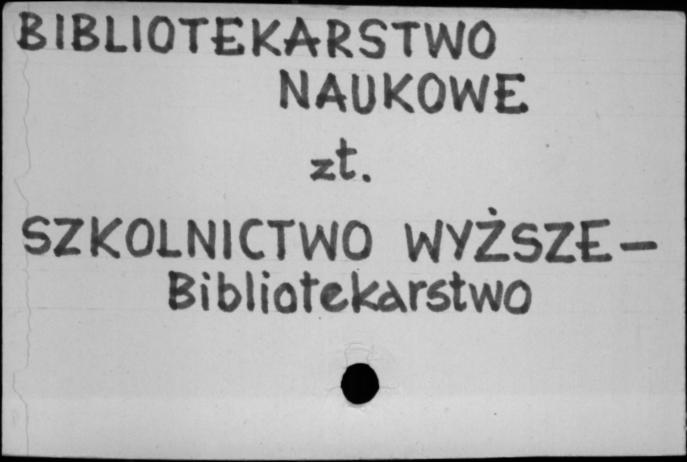 BIBLIOTEKARSTWO
NAUKOWE
zt.
SZKOLNICTWO WYŻSZE-
Bibliotekarstwo